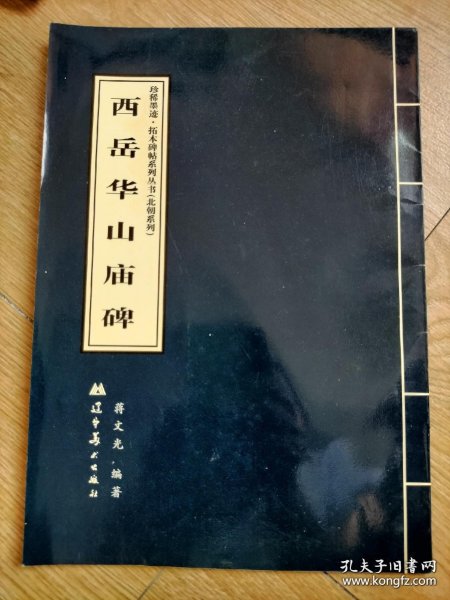 珍稀墨迹·拓本碑帖系列丛书(北朝系列)
西岳华山庙碑
蒋文光·编著
辽宁美术出版社
孔夫子旧书网
www.kongfz.com